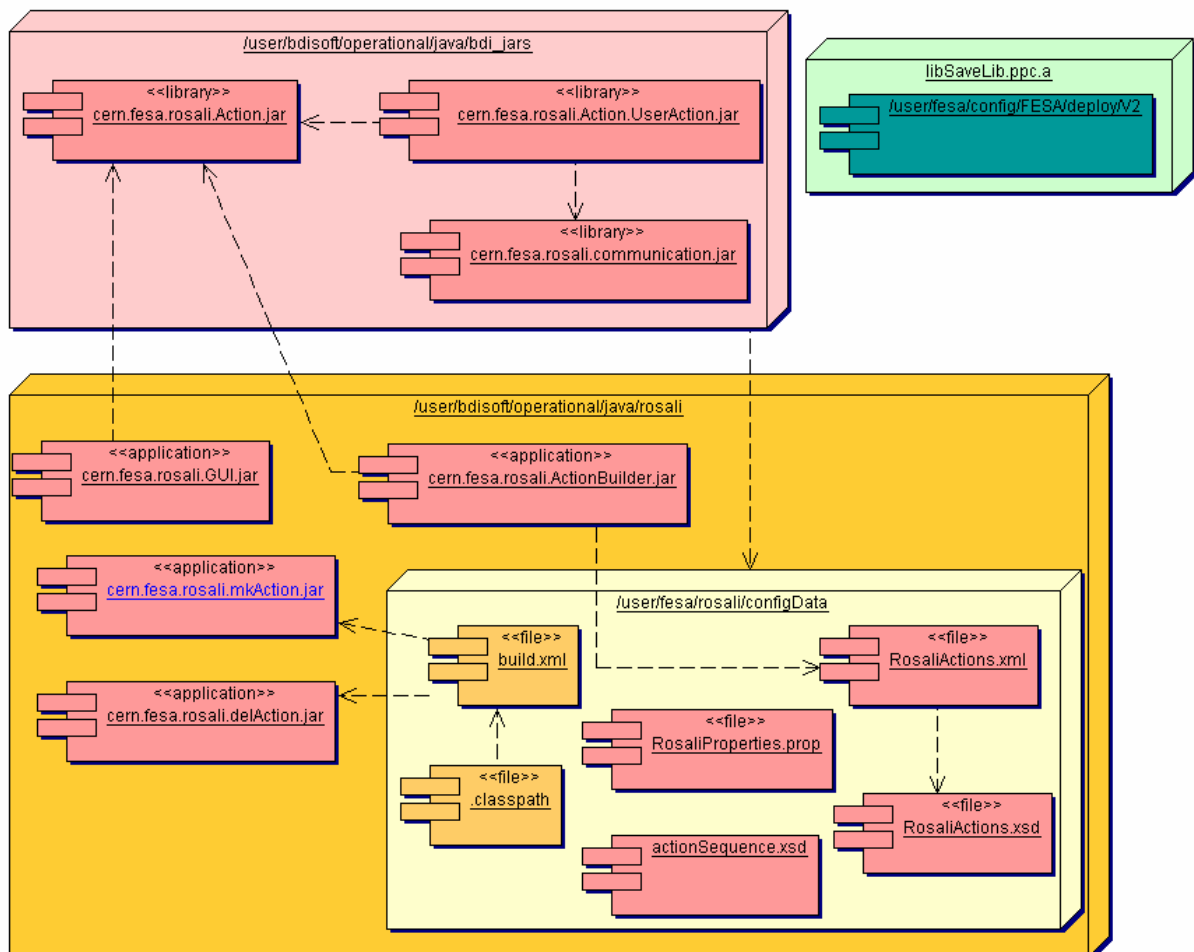 /user/bdisoft/operational/java/bdi_jars
<<library>>
cern.fesa.rosali.Action.jar
<<library>>
cern.fesa.rosali.Action.UserAction.jar
<<library>>
cern.fesa.rosali.communication.jar
libSaveLib.ppc.a
/user/fesa/config/FESA/deploy/V2
/user/bdisoft/operational/java/rosali
<<application>>
cern.fesa.rosali.GUI.jar
<<application>>
cern.fesa.rosali.ActionBuilder.jar
<<application>>
cern.fesa.rosali.mkAction.jar
<<application>>
cern.fesa.rosali.delAction.jar
/user/fesa/rosali/configData
<<file>>
build.xml
<<file>>
RosaliActions.xml
<<file>>
RosaliProperties.prop
<<file>>
.classpath
<<file>>
RosaliActions.xsd
actionSequence.xsd